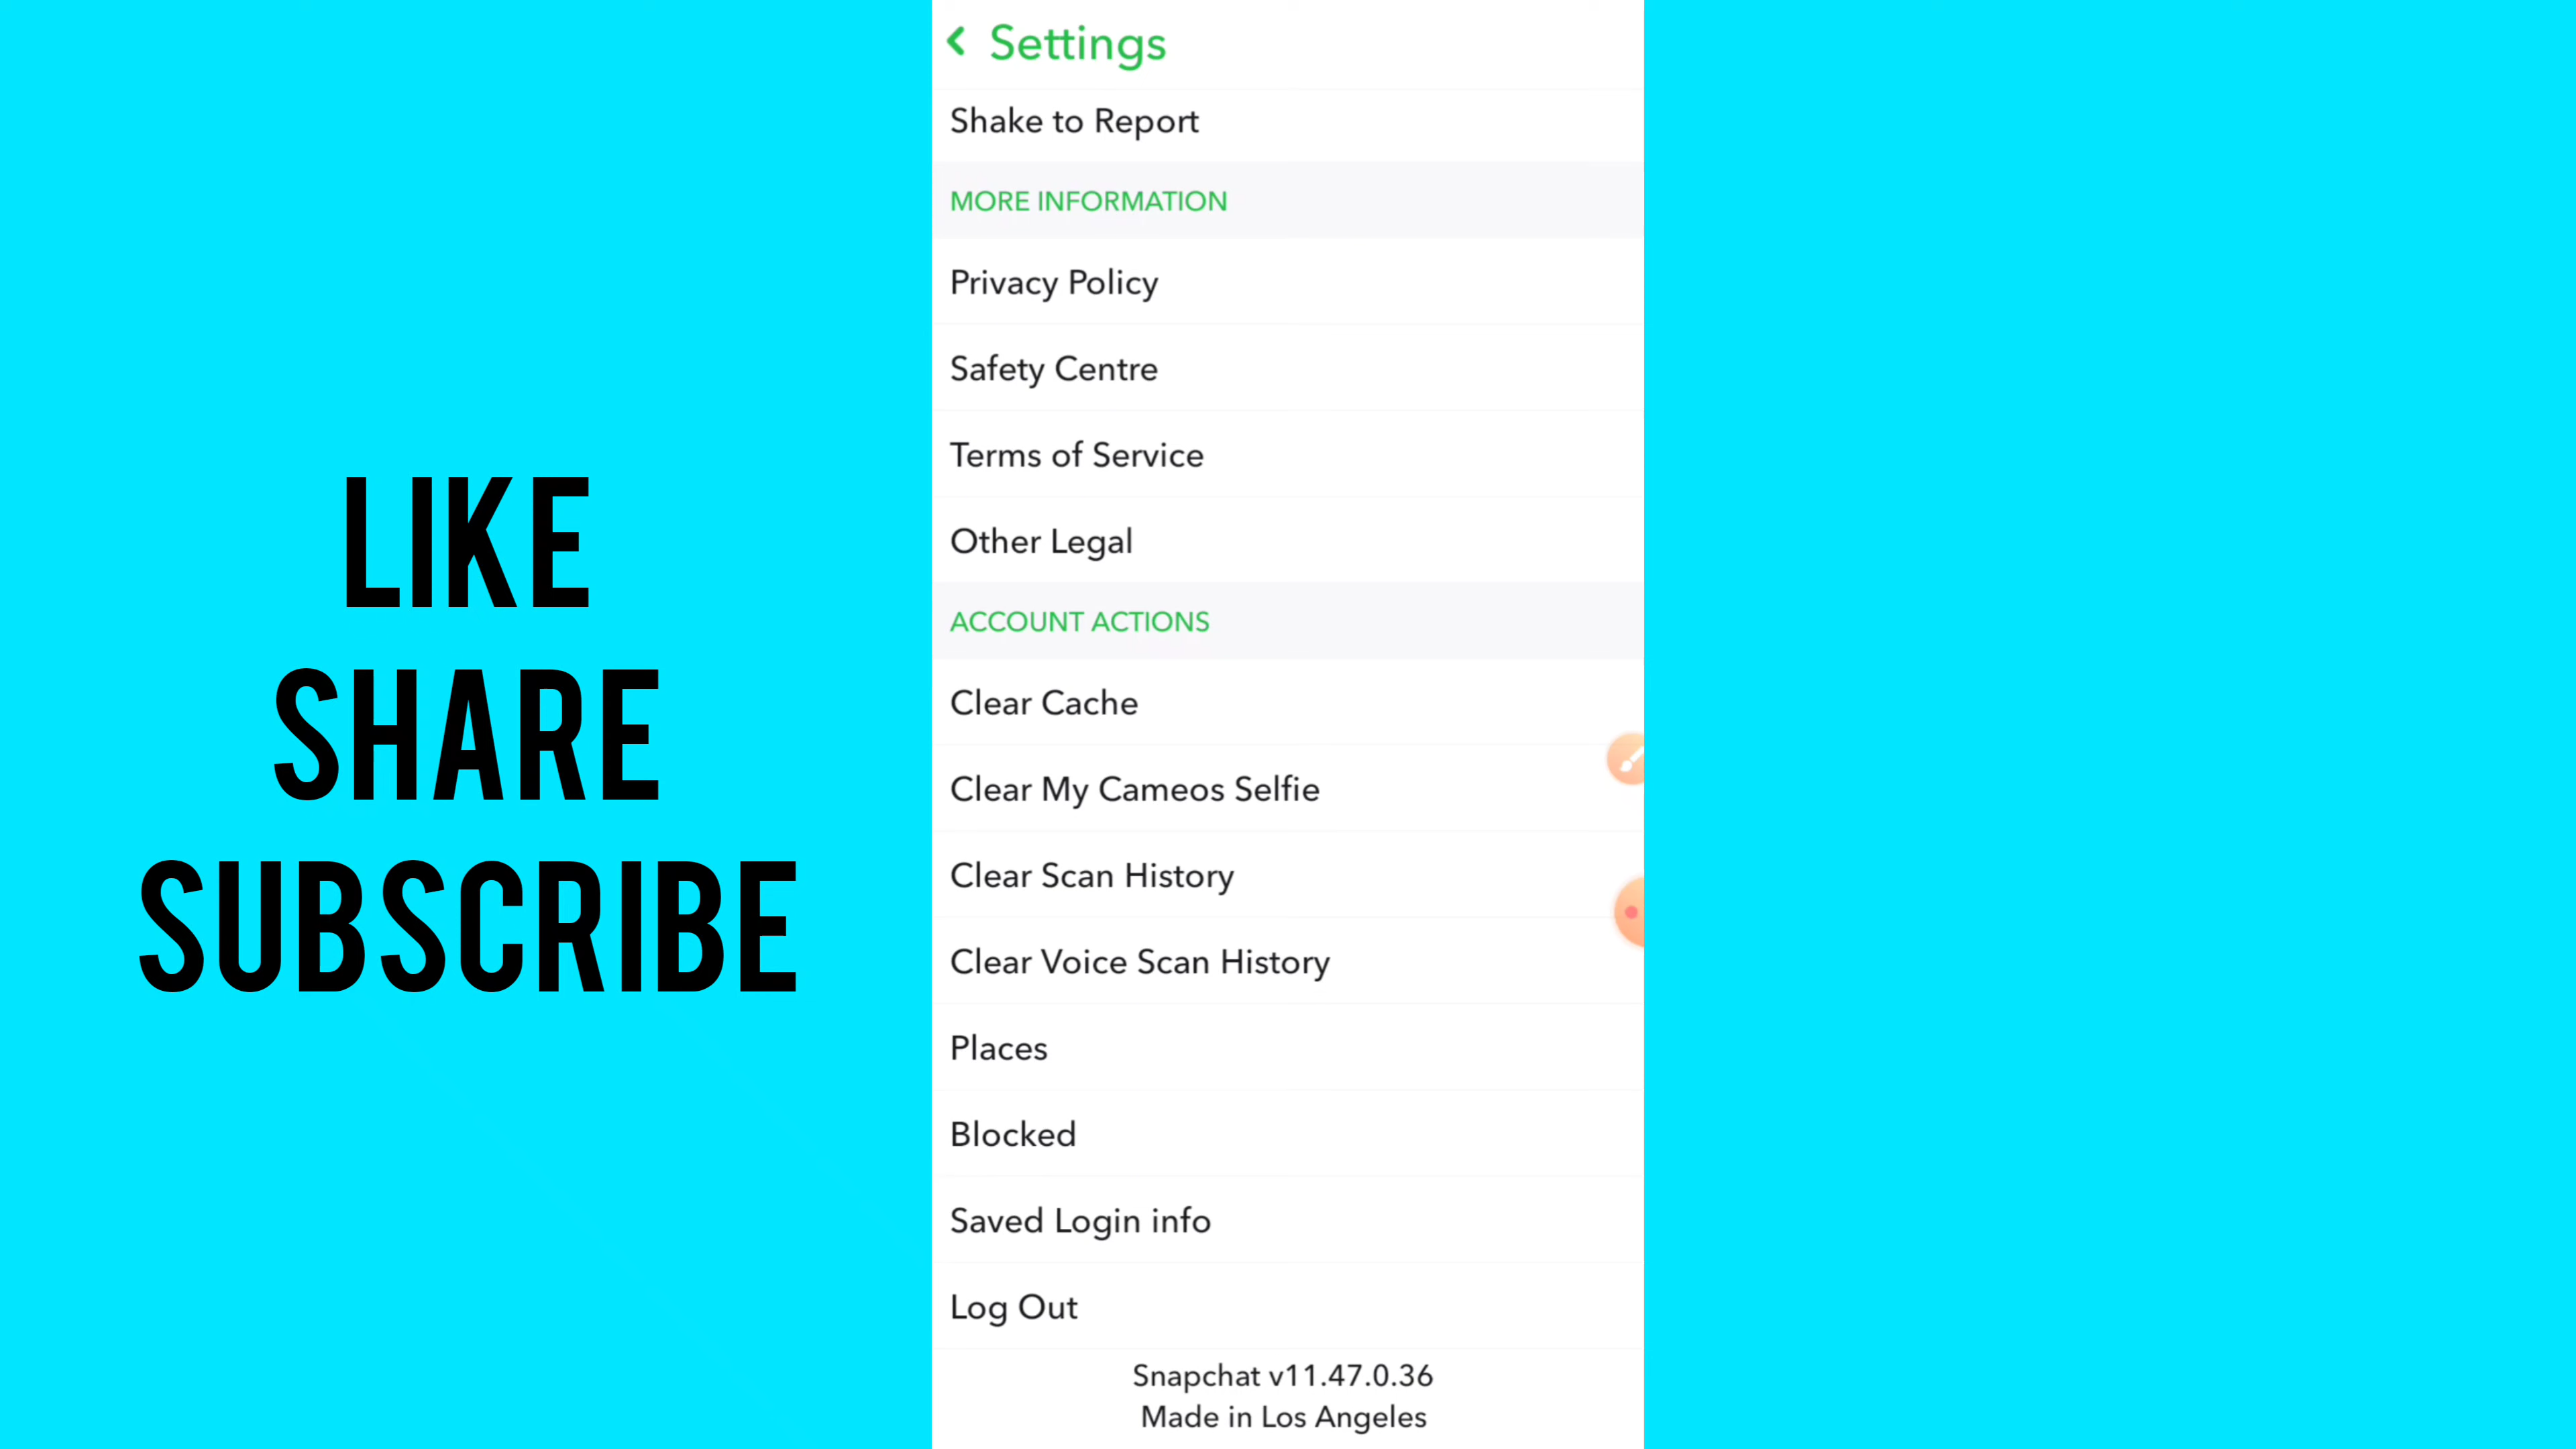 LIKE
SHARE
SUBSCRIBE
Settings
Shake to Report
MORE INFORMATION
Privacy Policy
Safety Centre
Terms of Service
Other Legal
ACCOUNT ACTIONS
Clear Cache
Clear My Cameos Selfie
Clear Scan History
Clear Voice Scan History
Places
Blocked
Saved Login info
Log Out
Snapchat v11.47.0.36
Made in Los Angeles